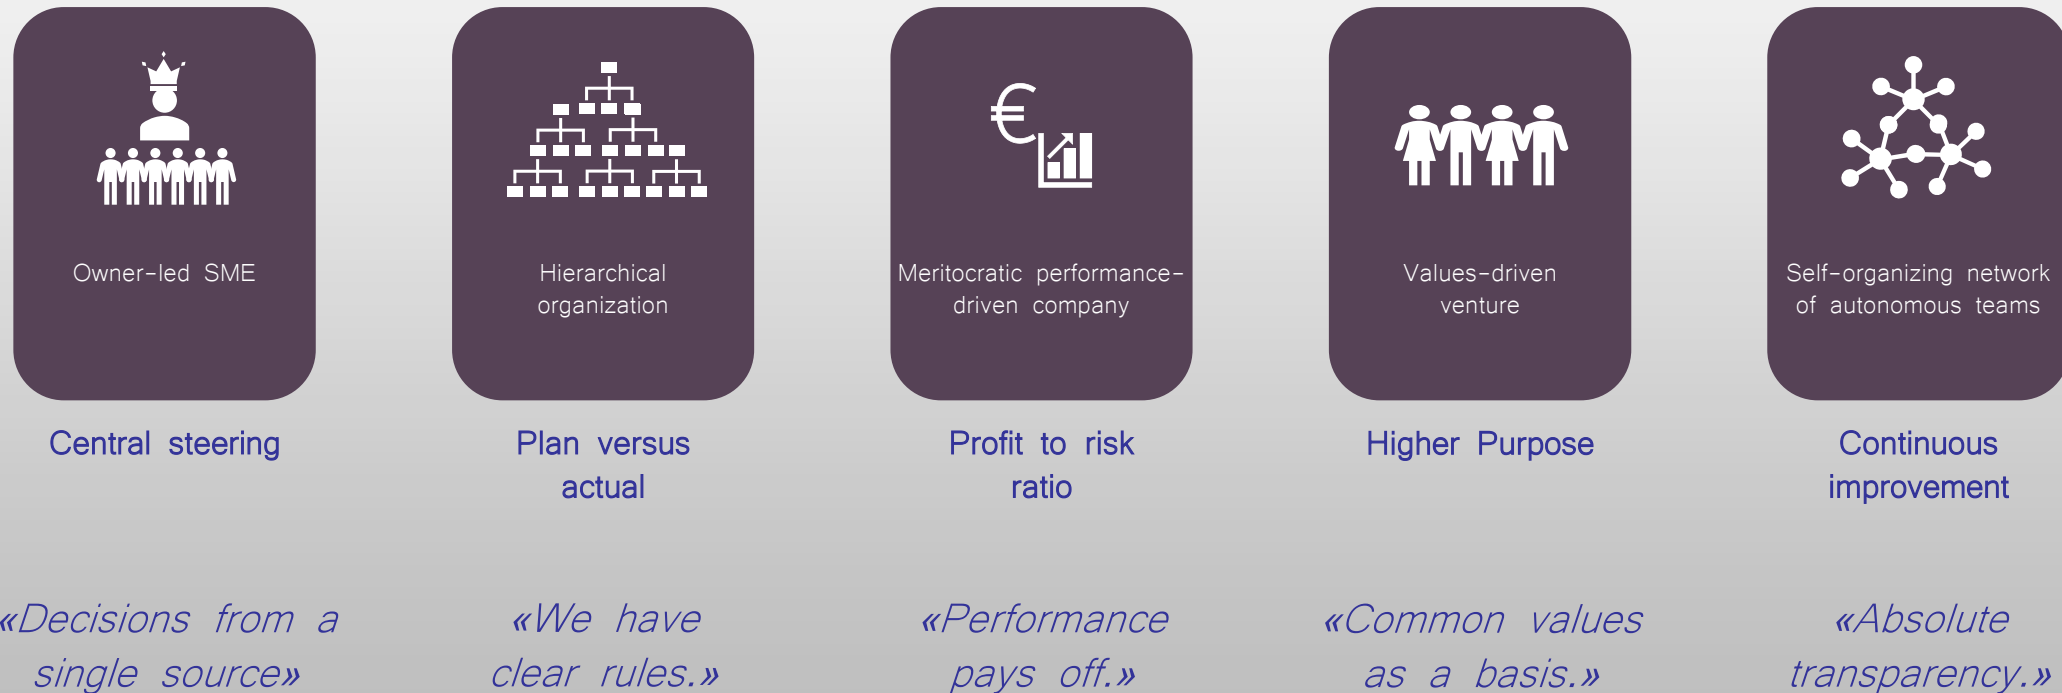 Owner-led SME
Hierarchical
organization
Meritocratic performance-
driven company
Values-driven
venture
Self-organizing network
of autonomous teams
Central steering
Plan versus
actual
Profit to risk
ratio
Higher Purpose
Continuous
improvement
«Decisions from a
single source»
«We have
clear rules.»
«Performance
pays off.»
«Common values
as a basis.»
«Absolute
transparency.»